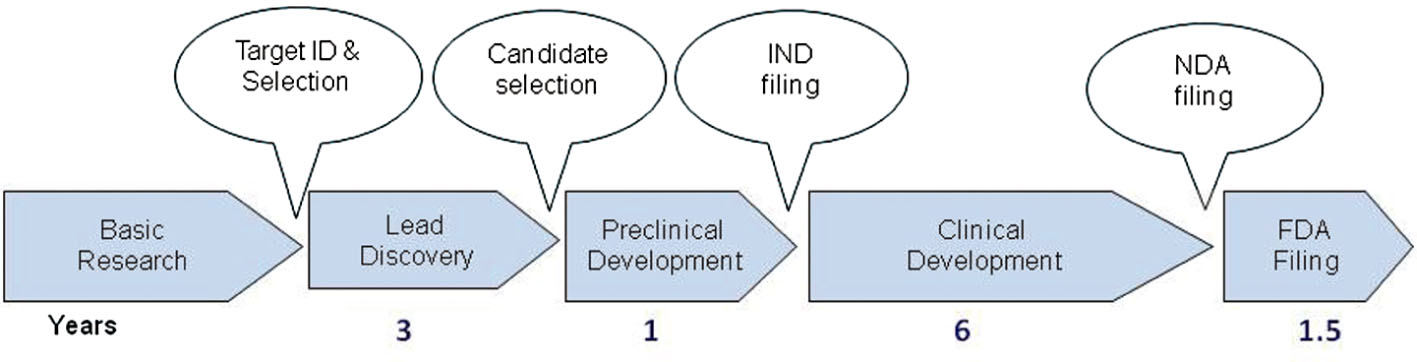 Target ID &
Selection
Candidate
selection
IND
filing
NDA
filing
Basic
Research
Lead
Discovery
Preclinical
Development
Clinical
Development
FDA
Filing
Years
3
1
6
1.5